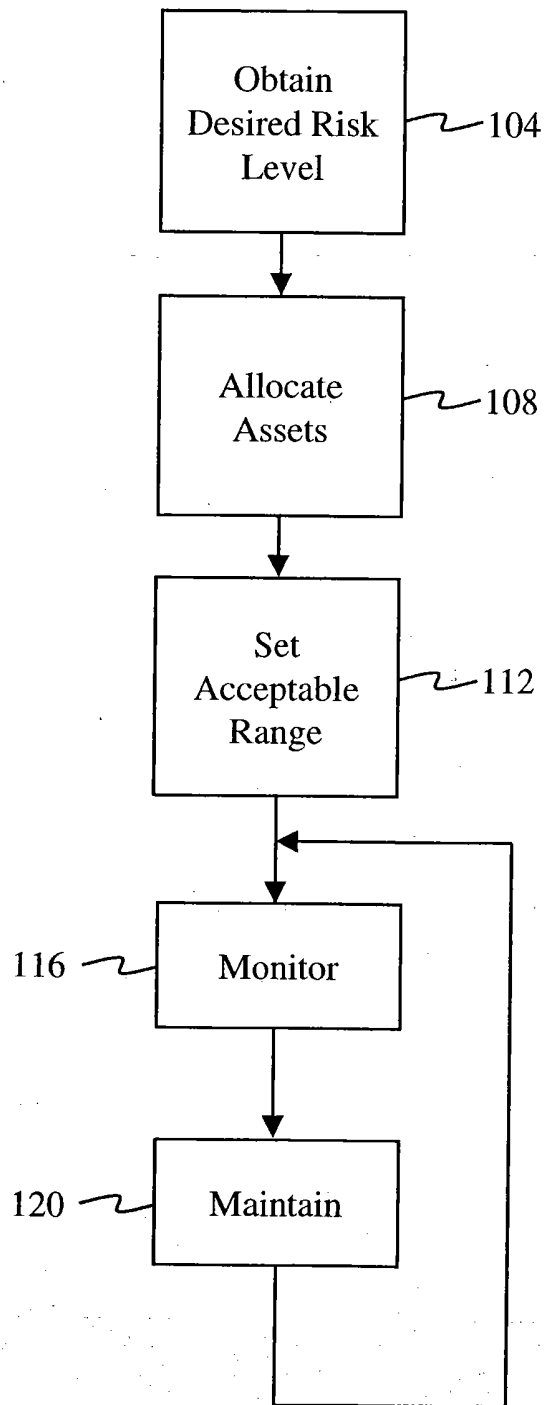 Obtain
Desired Risk
Level
104
Allocate
Assets
108
Set
Acceptable
Range
112
116
Monitor
120
Maintain